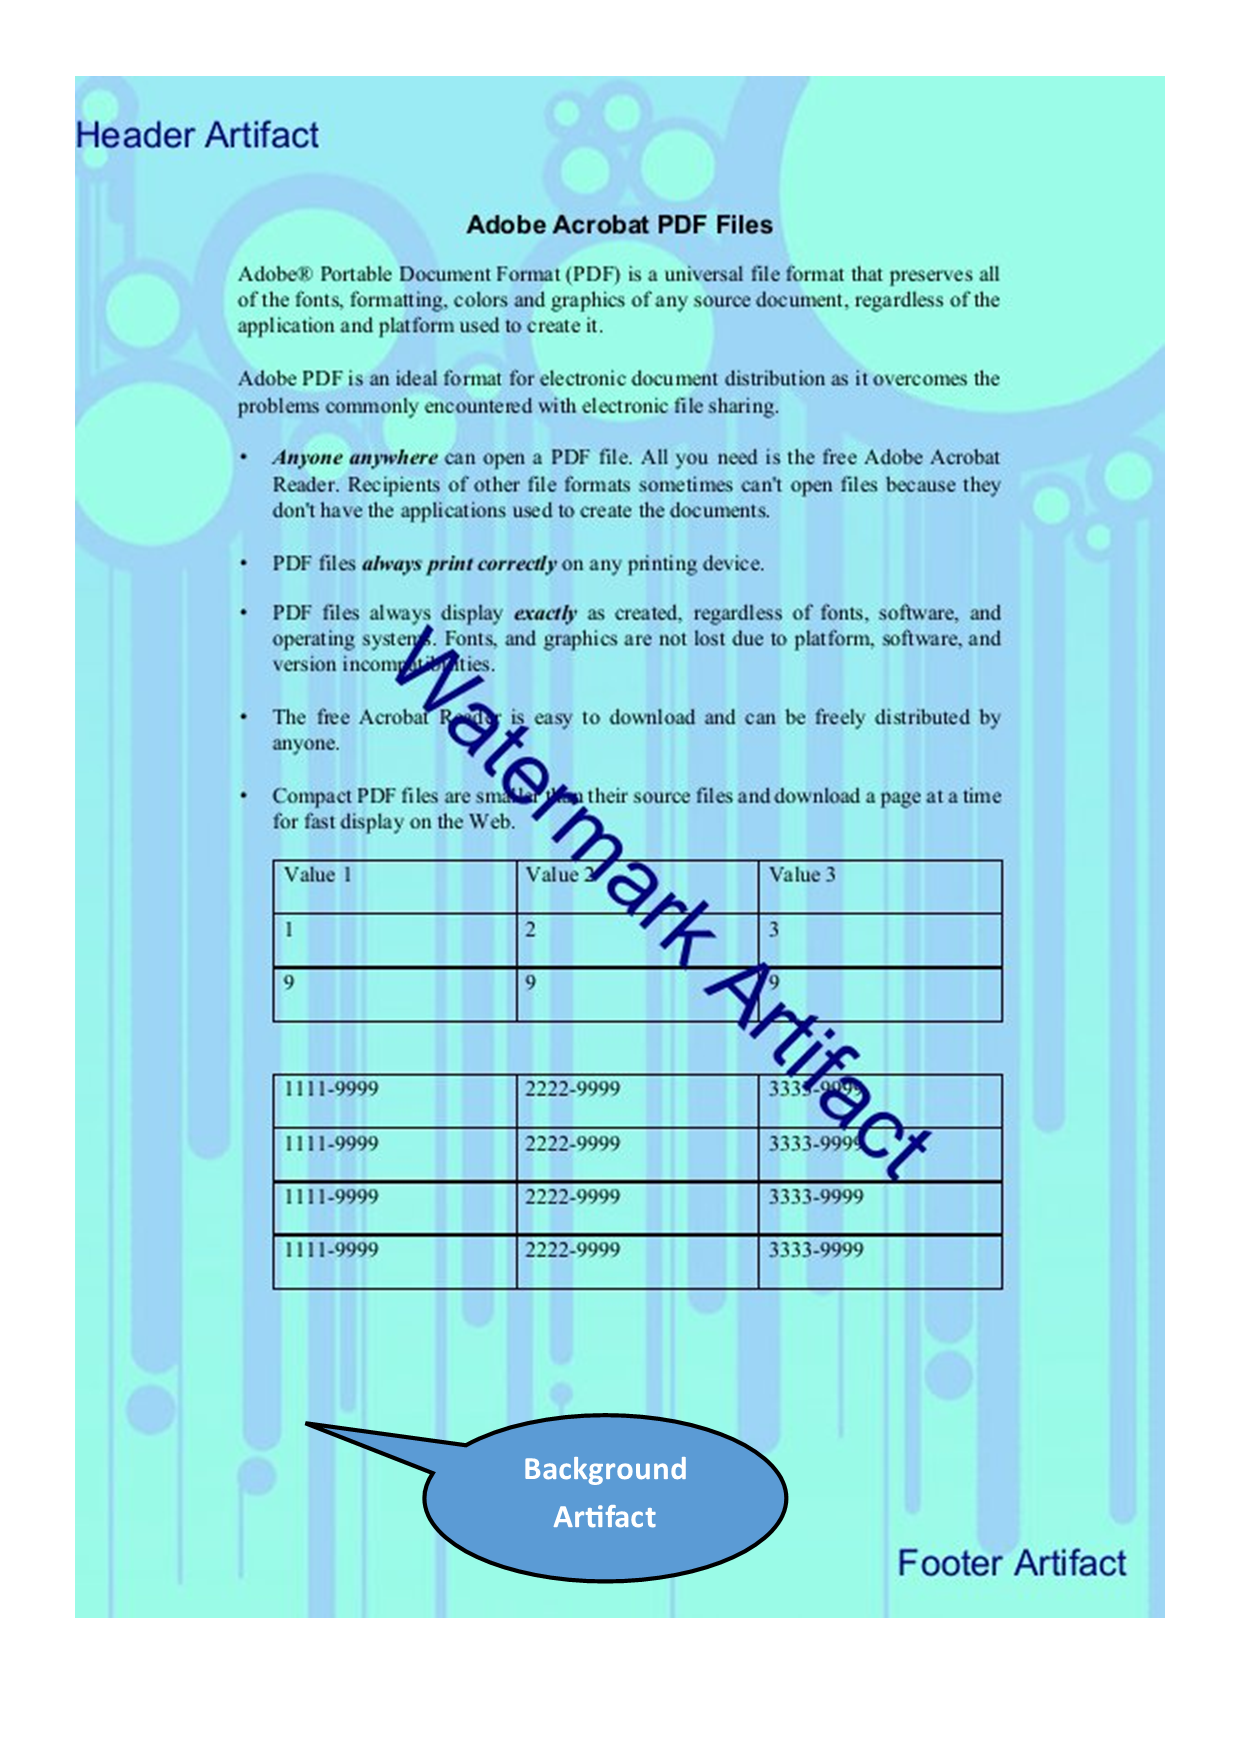 Header Artifact
Adobe Acrobat PDF Files
Adobe® Portable Document Format (PDF) is a universal file format that preserves all
of the fonts, formatting, colors and graphics of any source document, regardless of the
application and platform used to create it.
Adobe PDF is an ideal format for electronic document distribution as it overcomes the
problems commonly encountered with electronic file sharing.
• Anyone anywhere can open a PDF file. All you need is the free Adobe Acrobat
Reader. Recipients of other file formats sometimes can't open files because they
don't have the applications used to create the documents.
• PDF files always print correctly on any printing device.
• PDF files always display exactly as created, regardless of fonts, software, and
operating systems. Fonts, and graphics are not lost due to platform, software, and
version incompatibilities.
• The free Acrobat Reader is easy to download and can be freely distributed by
anyone.
• Compact PDF files are smaller than their source files and download a page at a time
for fast display on the Web.
Watermark Artifact
Value 1 Value 2 Value 3
1 2 3
9 9 9
1111-9999 2222-9999 3333-9999
1111-9999 2222-9999 3333-9999
1111-9999 2222-9999 3333-9999
1111-9999 2222-9999 3333-9999
Background
Artifact
Footer Artifact